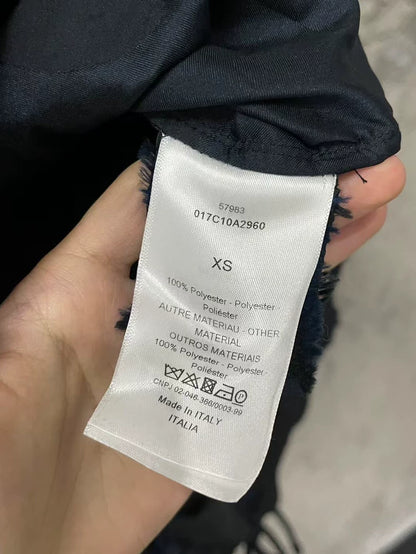 57983
017C10A2960
XS
100% Polyester - Polyester
Poliéster
AUTRE MATERIAU - OTHER
MATERIAL
OUTROS MATERIAIS
100% Polyester - Polyester-
Poliéster
CNPJ 02-046-366/0003-99
Made in ITALY
ITALIA